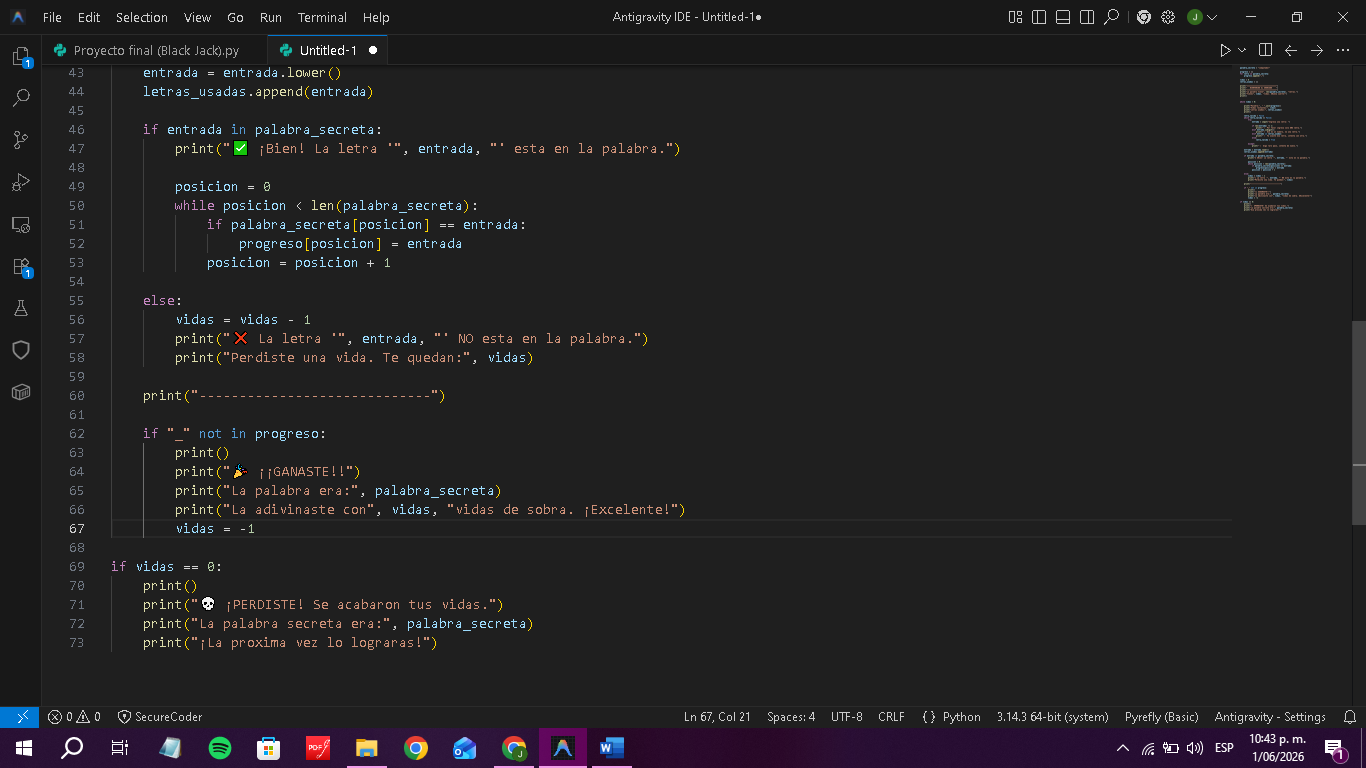 File Edit Selection View Go Run Terminal Help
Antigravity IDE - Untitled-1●
J
Proyecto final (Black Jack).py
Untitled-1
43 entrada = entrada.lower()
44 letras_usadas.append(entrada)
45
46 if entrada in palabra_secreta:
47 print("✅ ¡Bien! La letra '", entrada, "' esta en la palabra.")
48
49 posicion = 0
50 while posicion < len(palabra_secreta):
51 if palabra_secreta[posicion] == entrada:
52 progreso[posicion] = entrada
53 posicion = posicion + 1
54
55 else:
56 vidas = vidas - 1
57 print("❌ La letra '", entrada, "' NO esta en la palabra.")
58 print("Perdiste una vida. Te quedan:", vidas)
59
60 print("-----------------------------")
61
62 if "_" not in progreso:
63 print()
64 print("🎉 ¡¡GANASTE!!")
65 print("La palabra era:", palabra_secreta)
66 print("La adivinaste con", vidas, "vidas de sobra. ¡Excelente!")
67 vidas = -1
68
69 if vidas == 0:
70 print()
71 print("💀 ¡PERDISTE! Se acabaron tus vidas.")
72 print("La palabra secreta era:", palabra_secreta)
73 print("¡La proxima vez lo lograras!")
1
1
0 0 SecureCoder
Ln 67, Col 21 Spaces: 4 UTF-8 CRLF {} Python 3.14.3 64-bit (system) Pyrefly (Basic) Antigravity - Settings
PDF
J
W
ESP
10:43 p. m.
1/06/2026
1